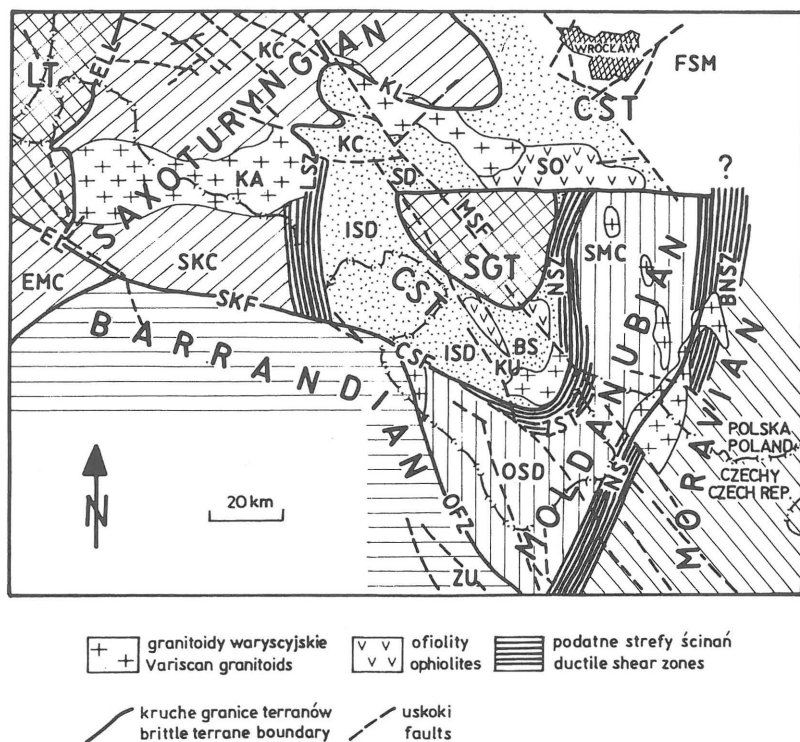 KC
WROCŁAW
FSM
LT
ELL
SAXOTURYNGIAN
KL
CST
KC
SD
SO
?
KA
LSZ
ISD
MSF
SGT
NSZ
SMC
BNSZ
EL
EMC
SKC
SKF
CST
ISD
BS
KU
CSF
ZST
BARRANDIAN
MOLDANUBIAN
MORAVIAN
POLSKA
POLAND
CZECHY
CZECH REP.
OSD
NS
OFZ
ZU
N
20 km
granitoidy waryscyjskie
Variscan granitoids
ofiolity
ophiolites
podatne strefy ścinań
ductile shear zones
kruche granice terranów
brittle terrane boundary
uskoki
faults